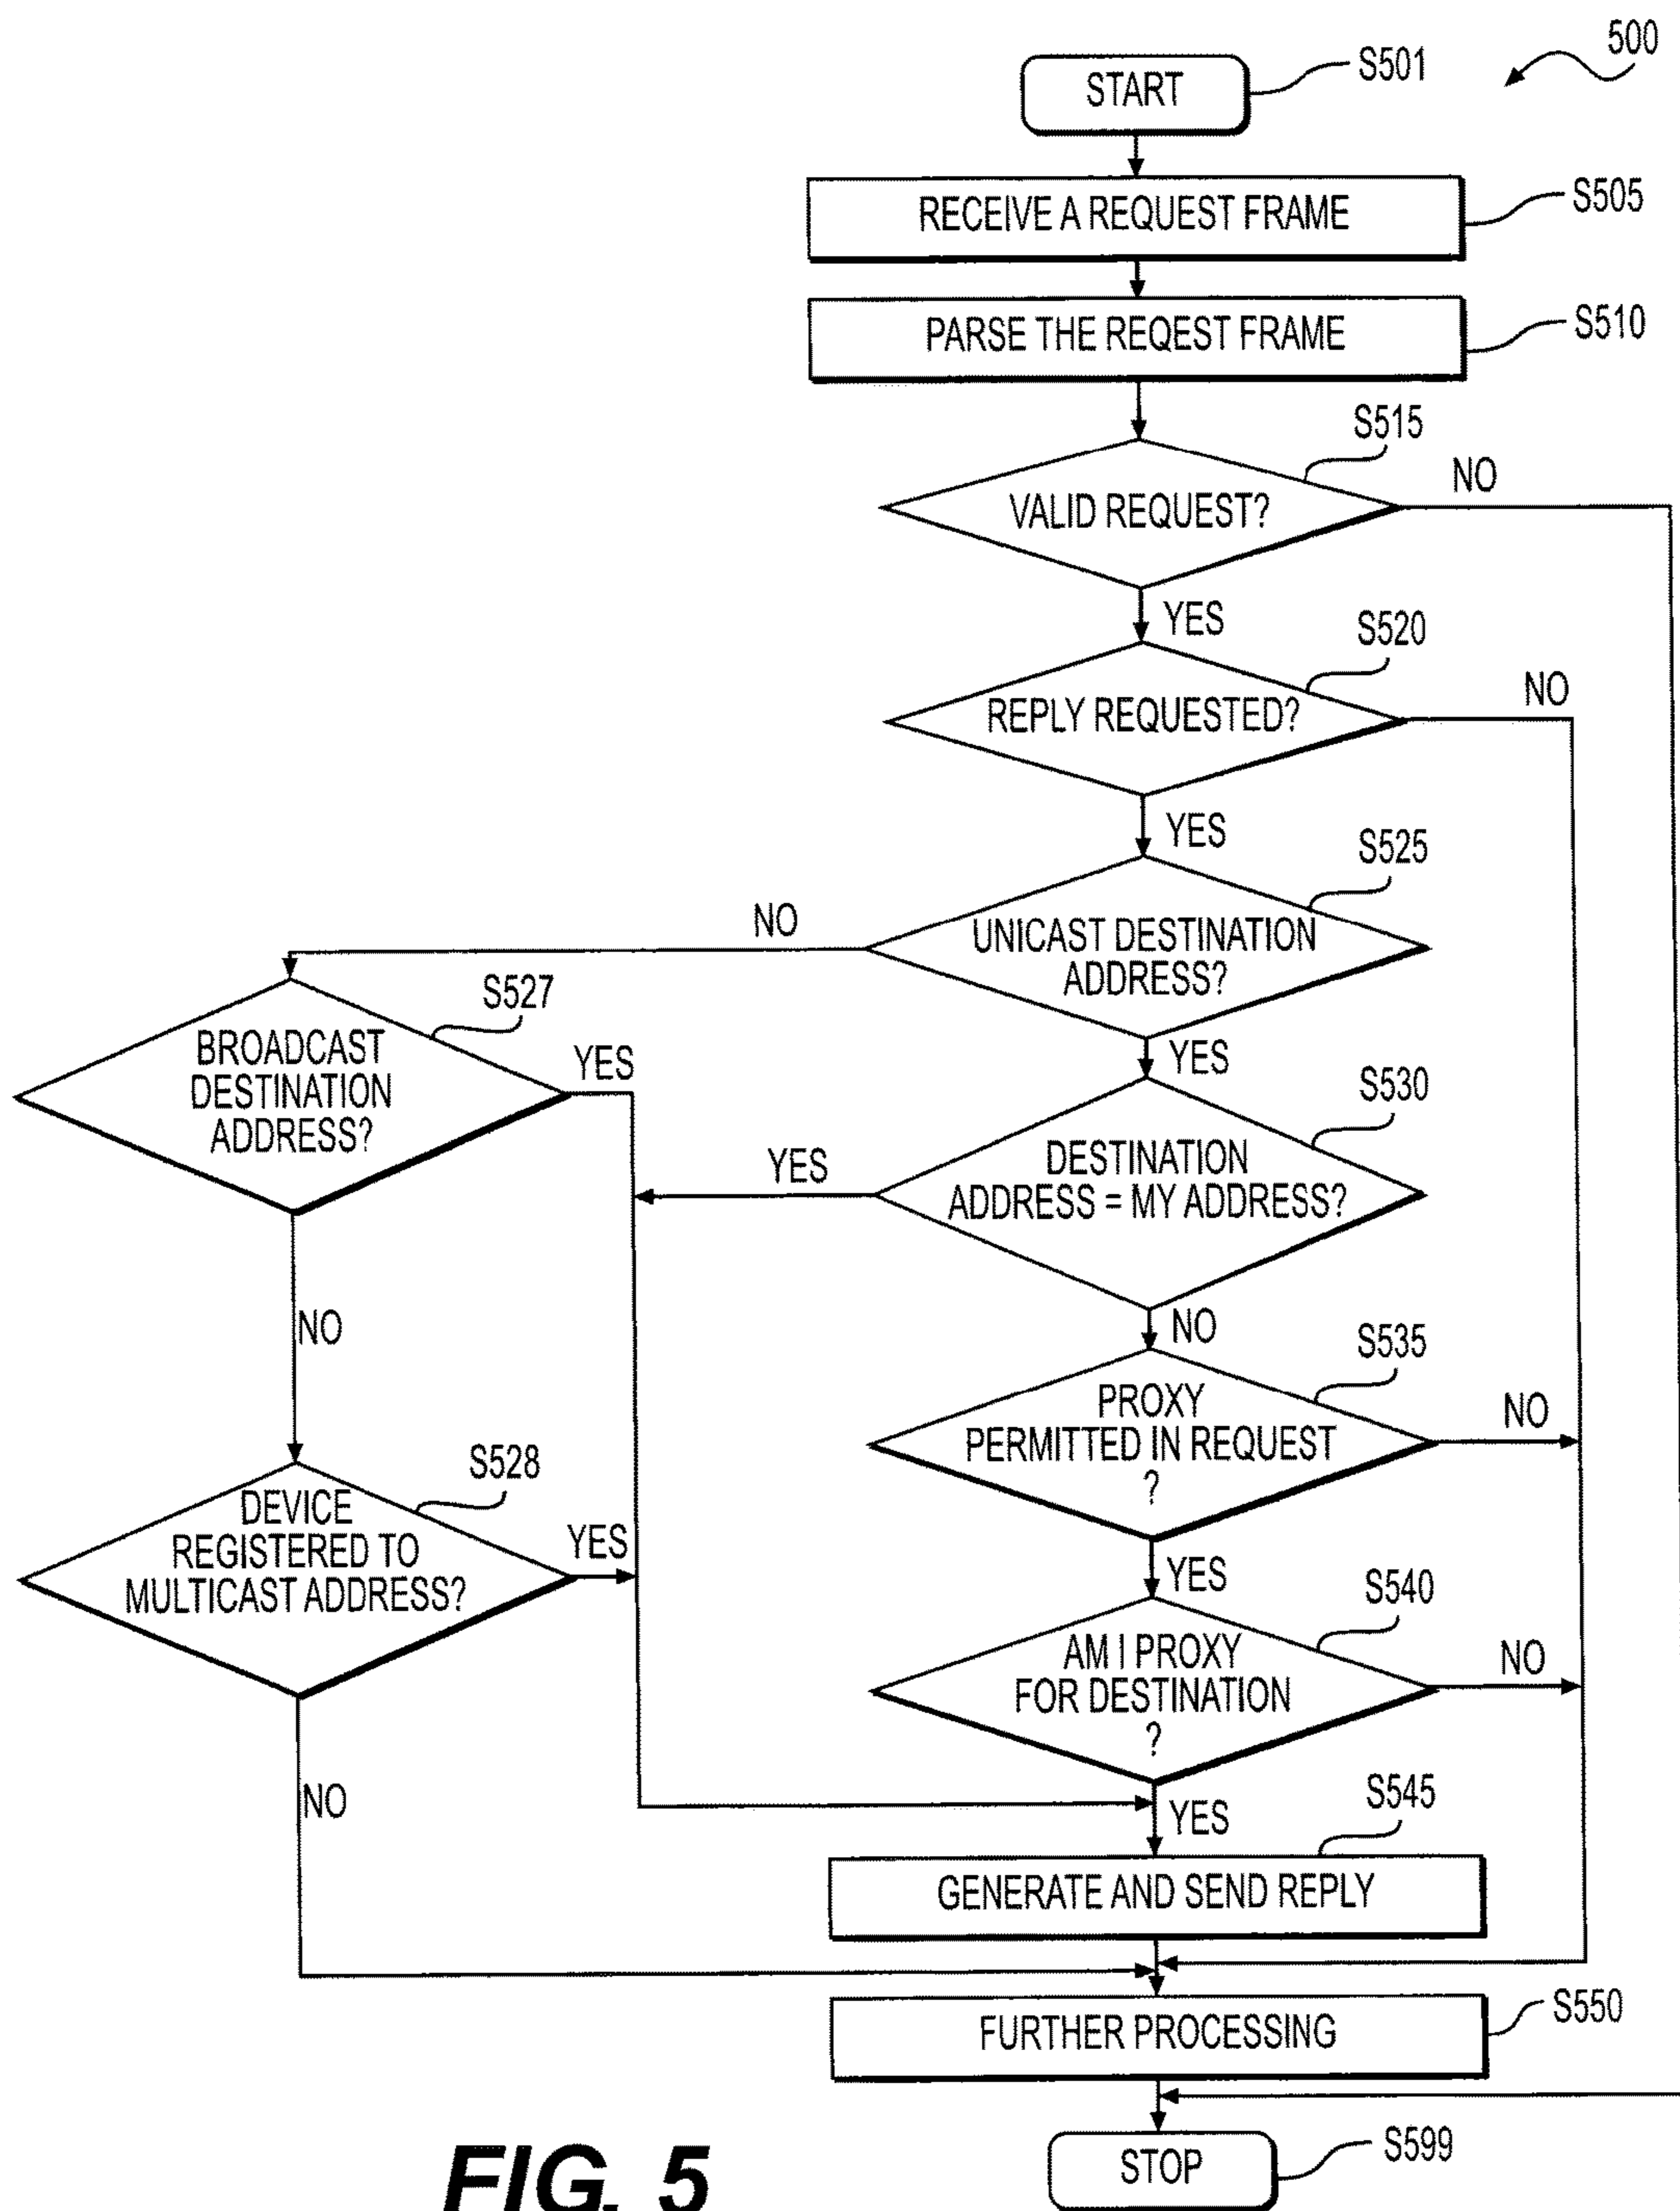 500
START
S501
RECEIVE A REQUEST FRAME
S505
PARSE THE REQEST FRAME
S510
S515
VALID REQUEST?
NO
YES
S520
REPLY REQUESTED?
NO
YES
S525
UNICAST DESTINATION
ADDRESS?
NO
YES
S527
BROADCAST
DESTINATION
ADDRESS?
YES
NO
S530
DESTINATION
ADDRESS = MY ADDRESS?
YES
NO
S535
PROXY
PERMITTED IN REQUEST
?
NO
YES
S528
DEVICE
REGISTERED TO
MULTICAST ADDRESS?
YES
NO
S540
AM I PROXY
FOR DESTINATION
?
NO
YES
S545
GENERATE AND SEND REPLY
FURTHER PROCESSING
S550
STOP
S599
FIG. 5